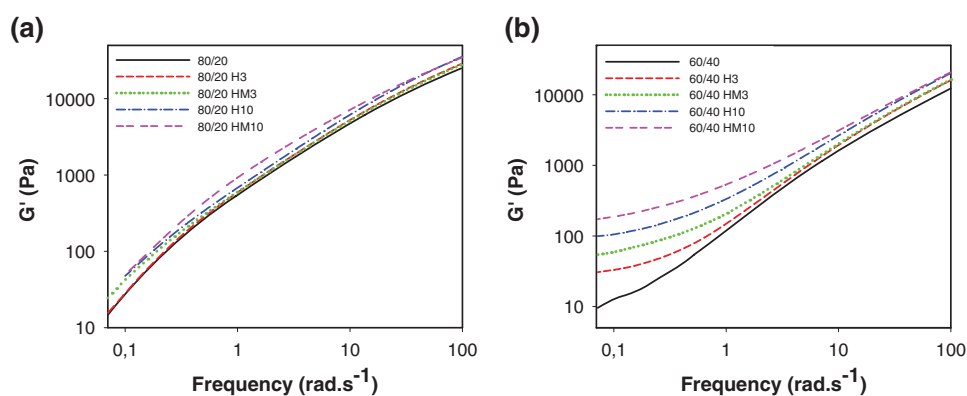 (a)
G' (Pa)
10000
1000
100
10
80/20
80/20 H3
80/20 HM3
80/20 H10
80/20 HM10
0,1 1 10 100
Frequency (rad.s-1)
(b)
G' (Pa)
10000
1000
100
10
60/40
60/40 H3
60/40 HM3
60/40 H10
60/40 HM10
0,1 1 10 100
Frequency (rad.s-1)